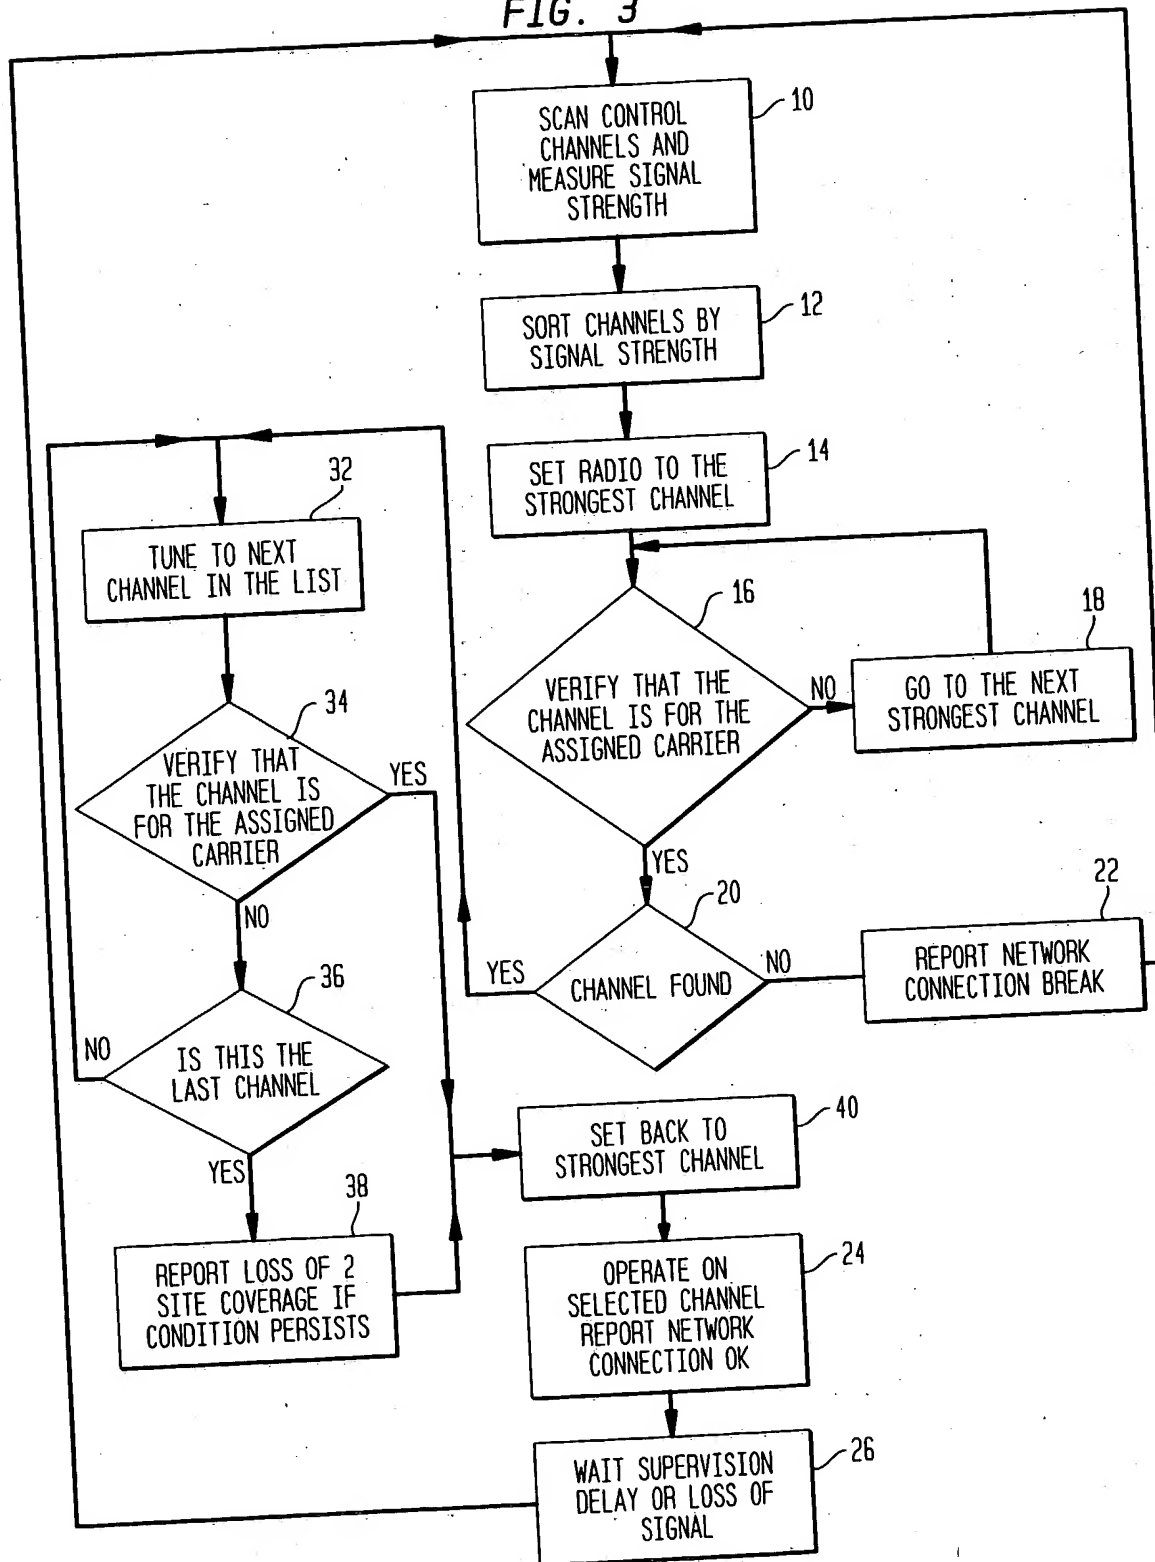 FIG. 3
SCAN CONTROL
CHANNELS AND
MEASURE SIGNAL
STRENGTH
10
SORT CHANNELS BY
SIGNAL STRENGTH
12
SET RADIO TO THE
STRONGEST CHANNEL
14
32
TUNE TO NEXT
CHANNEL IN THE LIST
16
VERIFY THAT THE
CHANNEL IS FOR THE
ASSIGNED CARRIER
NO
18
GO TO THE NEXT
STRONGEST CHANNEL
34
VERIFY THAT
THE CHANNEL IS
FOR THE ASSIGNED
CARRIER
YES
NO
YES
20
CHANNEL FOUND
YES
NO
22
REPORT NETWORK
CONNECTION BREAK
36
IS THIS THE
LAST CHANNEL
NO
YES
38
REPORT LOSS OF 2
SITE COVERAGE IF
CONDITION PERSISTS
40
SET BACK TO
STRONGEST CHANNEL
24
OPERATE ON
SELECTED CHANNEL
REPORT NETWORK
CONNECTION OK
26
WAIT SUPERVISION
DELAY OR LOSS OF
SIGNAL